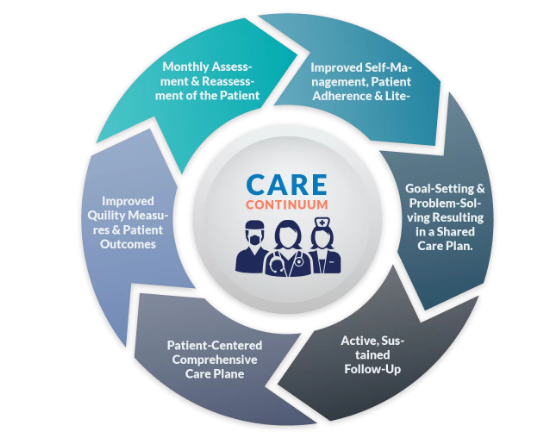 Monthly Assess-
ment & Reassess-
ment of the Patient
Improved Self-Ma-
nagement, Patient
Adherence & Lite-
Goal-Setting &
Problem-Sol-
ving Resulting
in a Shared
Care Plan.
Active, Sus-
tained
Follow-Up
Patient-Centered
Comprehensive
Care Plane
Improved
Quility Measu-
res & Patient
Outcomes
CARE
CONTINUUM